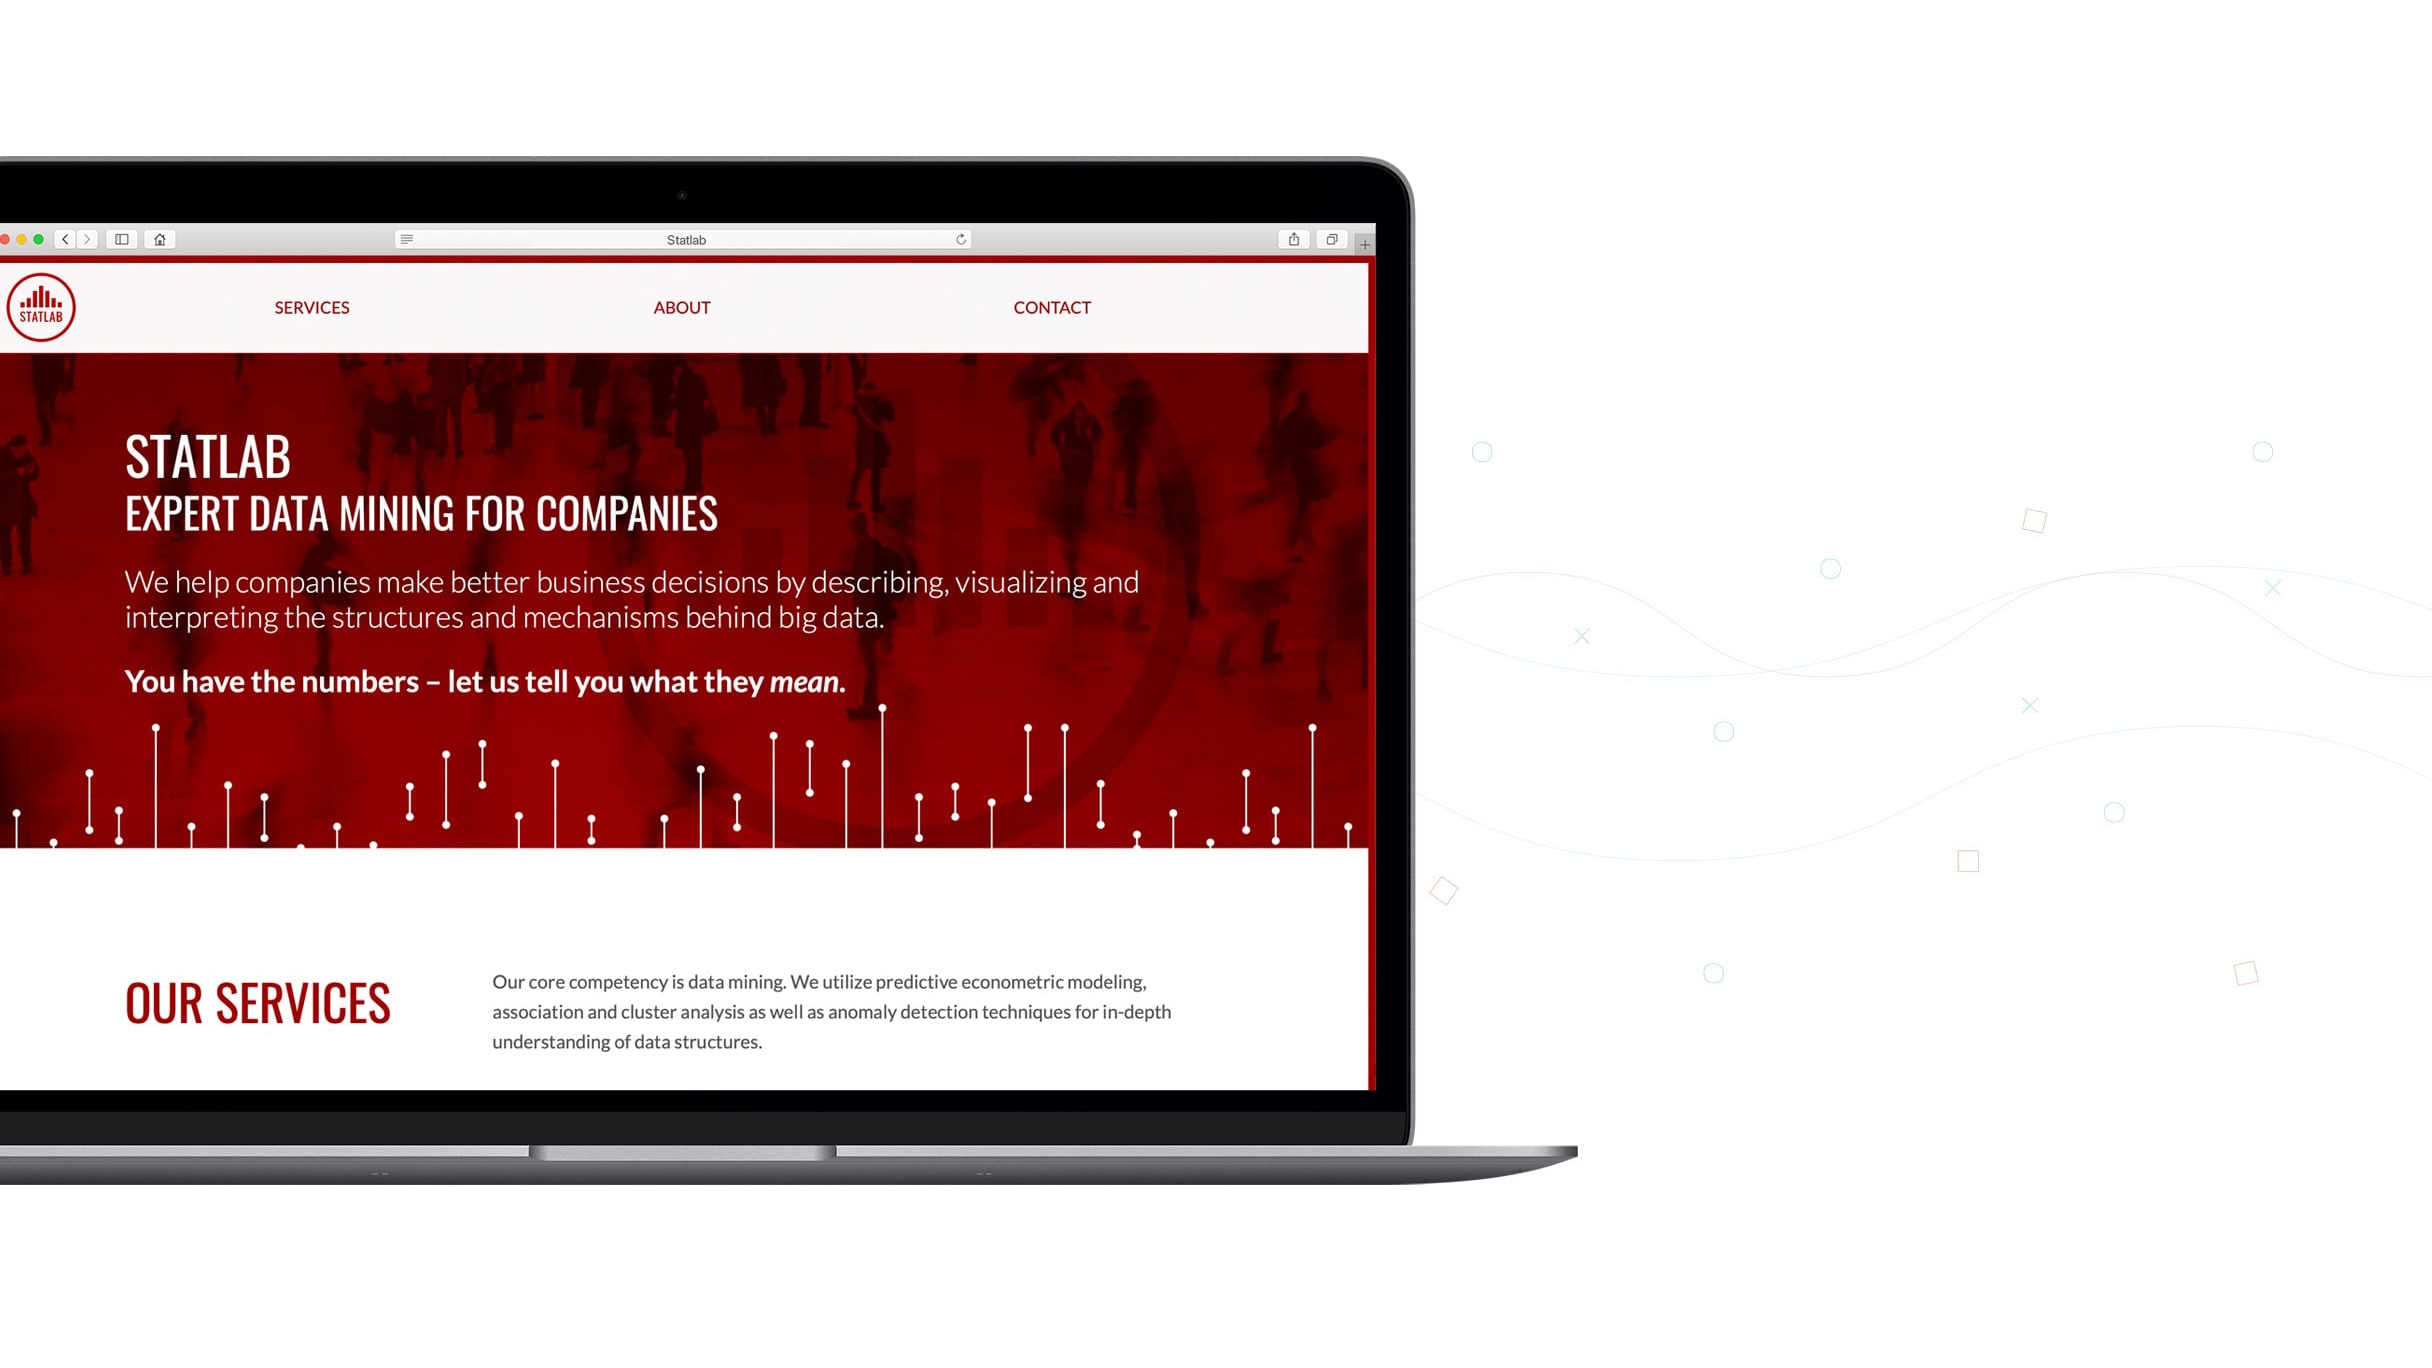 Statlab
STATLAB
SERVICES
ABOUT
CONTACT
STATLAB
EXPERT DATA MINING FOR COMPANIES
We help companies make better business decisions by describing, visualizing and
interpreting the structures and mechanisms behind big data.
You have the numbers – let us tell you what they mean.
OUR SERVICES
Our core competency is data mining. We utilize predictive econometric modeling,
association and cluster analysis as well as anomaly detection techniques for in-depth
understanding of data structures.